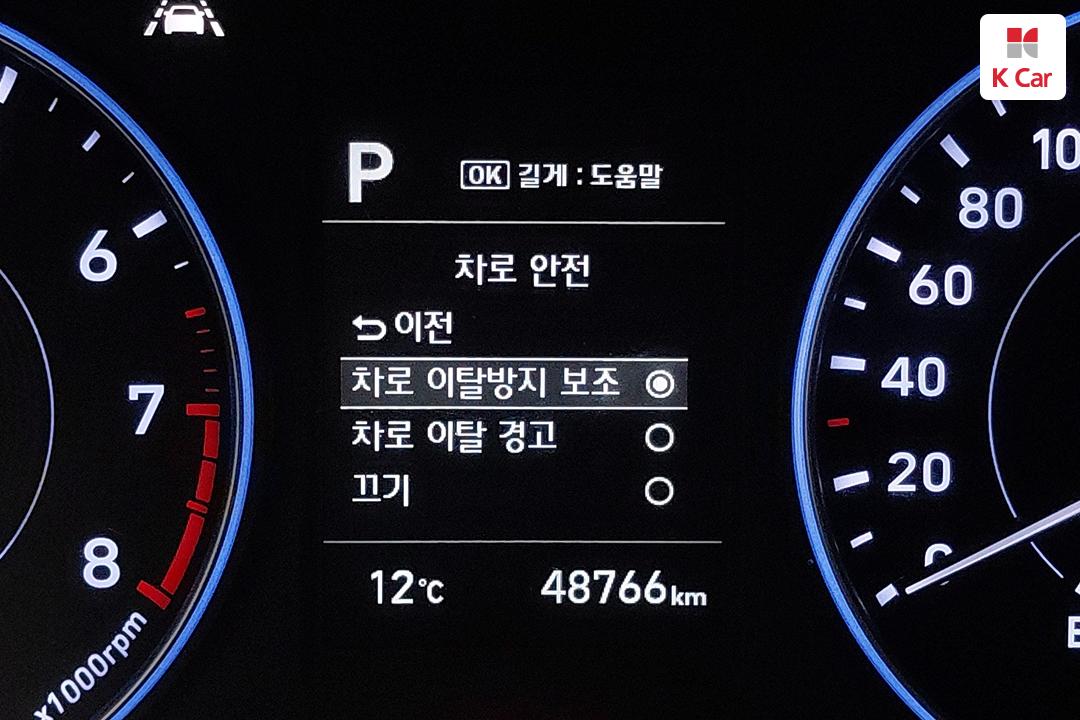 K Car
P
OK 길게 : 도움말
차로 안전
이전
차로 이탈방지 보조
차로 이탈 경고
끄기
12℃
48766km
6
7
8
x1000rpm
80
60
40
20
0